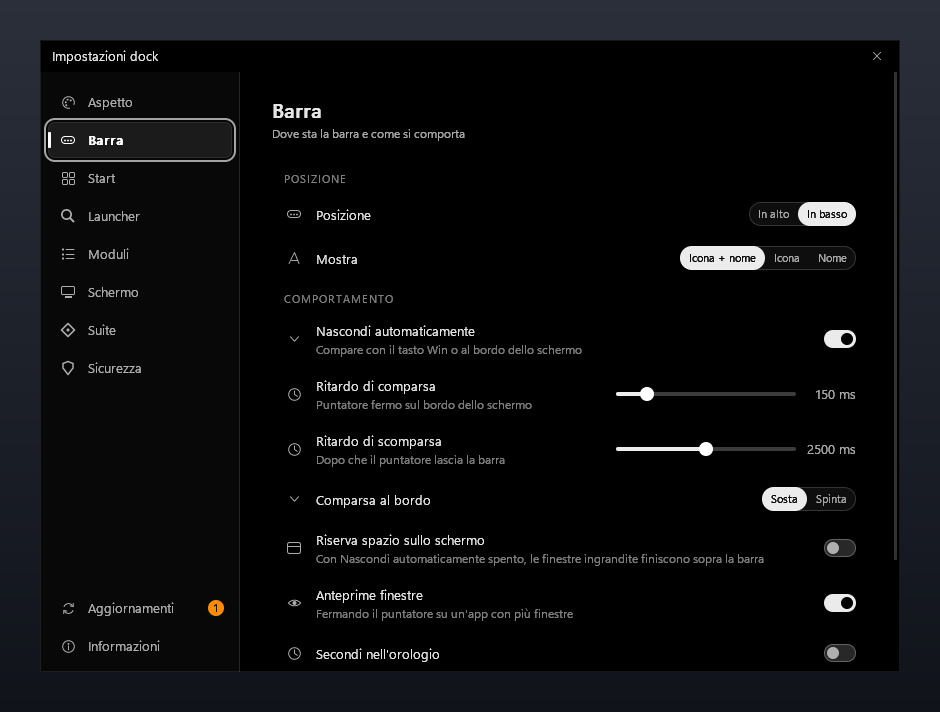 Impostazioni dock
Aspetto
Barra
Start
Launcher
Moduli
Schermo
Suite
Sicurezza
Aggiornamenti 1
Informazioni
Barra
Dove sta la barra e come si comporta
POSIZIONE
Posizione In alto In basso
Mostra Icona + nome Icona Nome
COMPORTAMENTO
Nascondi automaticamente
Compare con il tasto Win o al bordo dello schermo
Ritardo di comparsa
Puntatore fermo sul bordo dello schermo
150 ms
Ritardo di scomparsa
Dopo che il puntatore lascia la barra
2500 ms
Comparsa al bordo Sosta Spinta
Riserva spazio sullo schermo
Con Nascondi automaticamente spento, le finestre ingrandite finiscono sopra la barra
Anteprime finestre
Fermando il puntatore su un'app con più finestre
Secondi nell'orologio